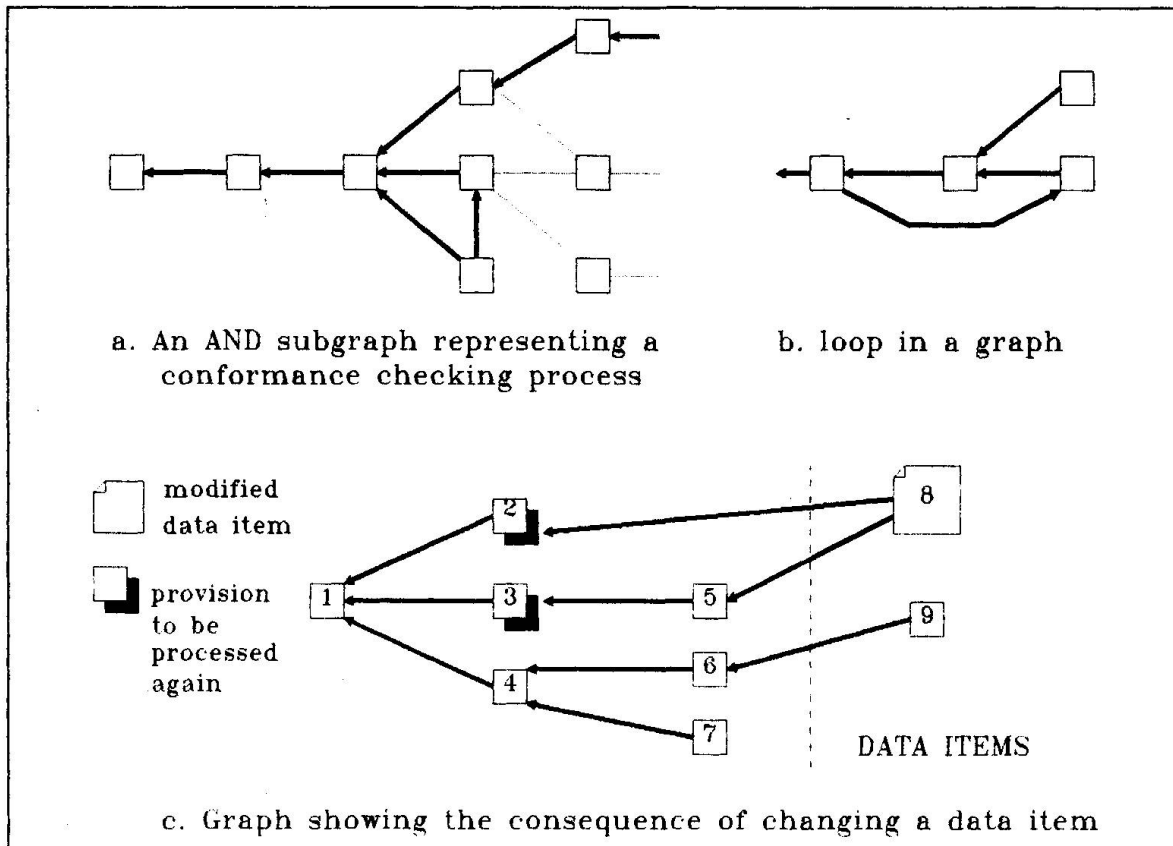 a. An AND subgraph representing a
conformance checking process
b. loop in a graph
modified
data item
provision
to be
processed
again
1
2
3
4
5
6
7
8
9
DATA ITEMS
c. Graph showing the consequence of changing a data item